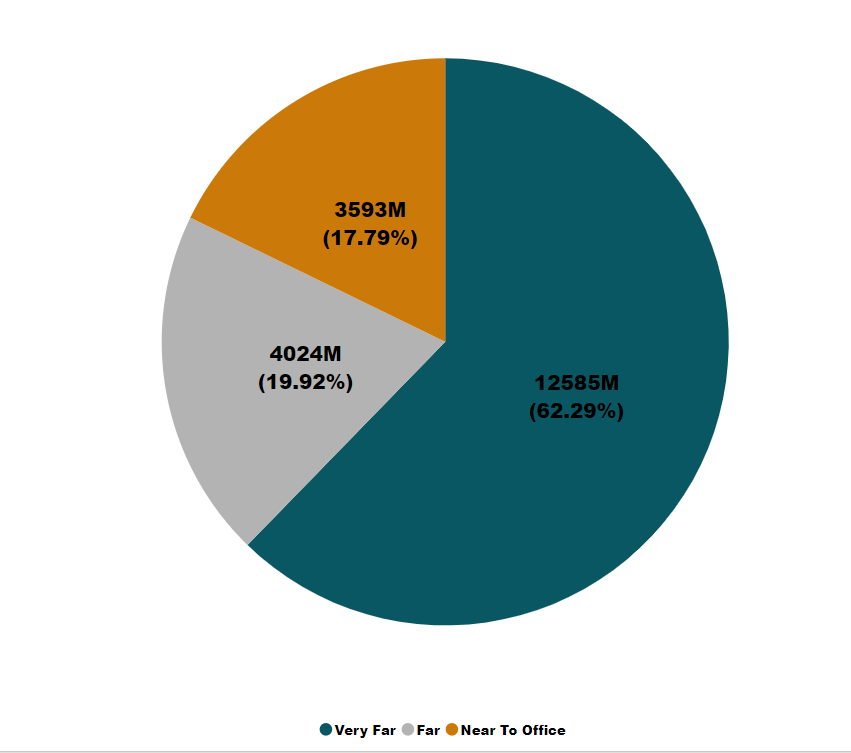 3593M
(17.79%)
4024M
(19.92%)
12585M
(62.29%)
Very Far Far Near To Office